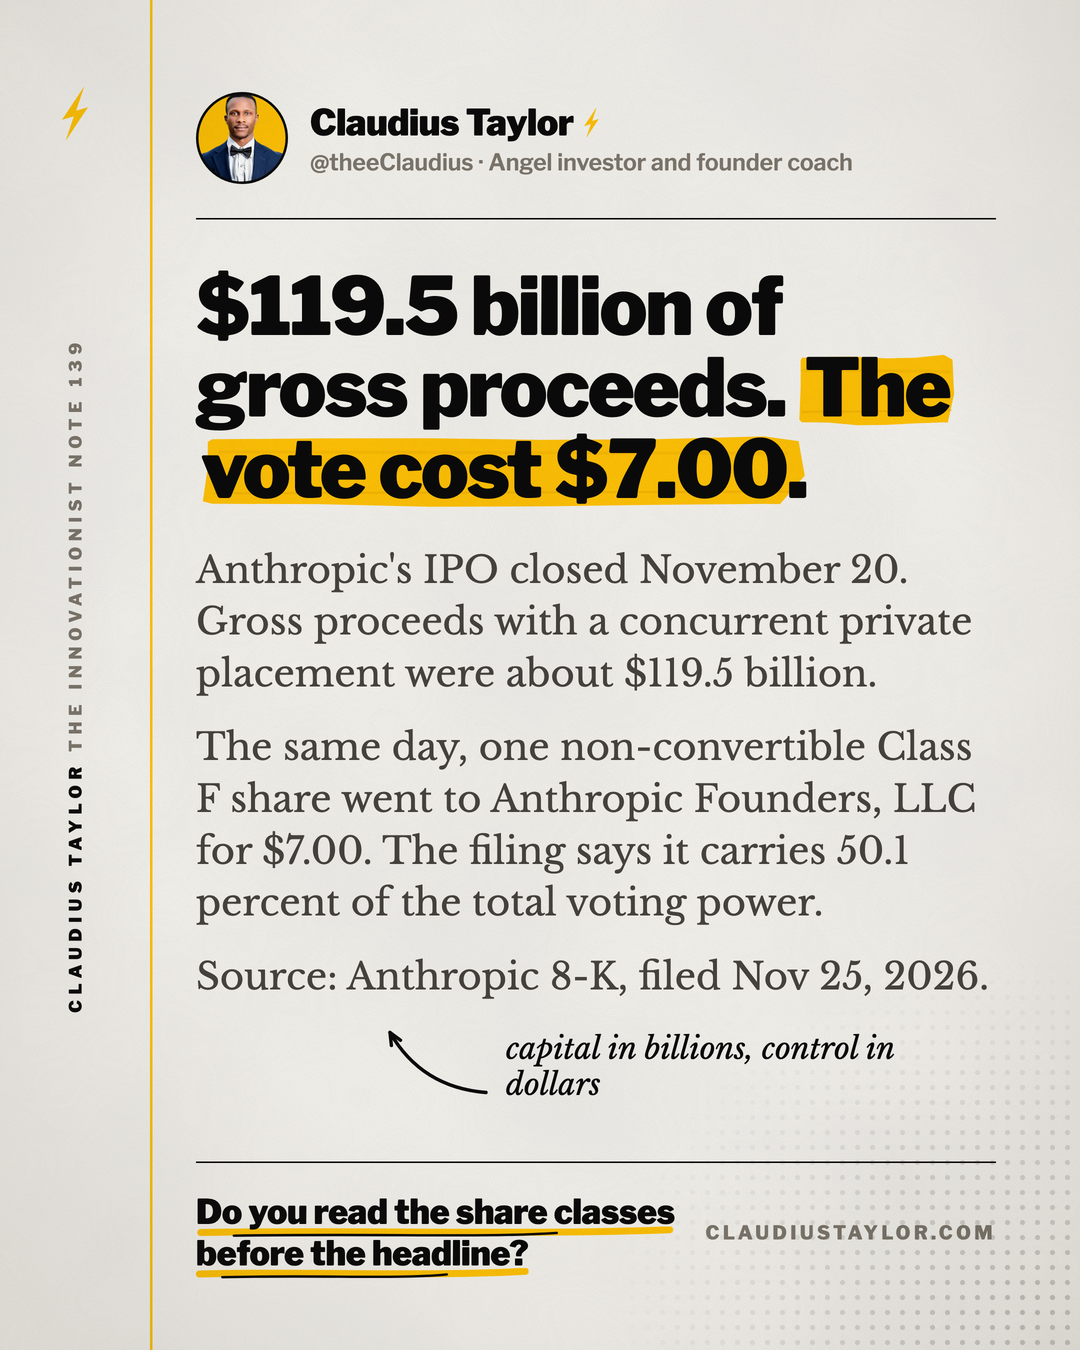 Claudius Taylor
@theeClaudius · Angel investor and founder coach
$119.5 billion of
gross proceeds. The
vote cost $7.00.
Anthropic's IPO closed November 20.
Gross proceeds with a concurrent private
placement were about $119.5 billion.
The same day, one non-convertible Class
F share went to Anthropic Founders, LLC
for $7.00. The filing says it carries 50.1
percent of the total voting power.
Source: Anthropic 8-K, filed Nov 25, 2026.
capital in billions, control in
dollars
Do you read the share classes
before the headline?
CLAUDIUSTAYLOR.COM
CLAUDIUS TAYLOR THE INNOVATIONIST NOTE 139